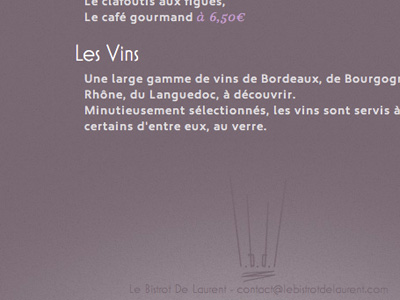 Le clafoutis aux figues,
Le café gourmand à 6,50€
Les Vins
Une large gamme de vins de Bordeaux, de Bourgogn
Rhône, du Languedoc, à découvrir.
Minutieusement sélectionnés, les vins sont servis à
certains d'entre eux, au verre.
.b.d.
Le Bistrot De Laurent - contact@lebistrotdelaurent.com